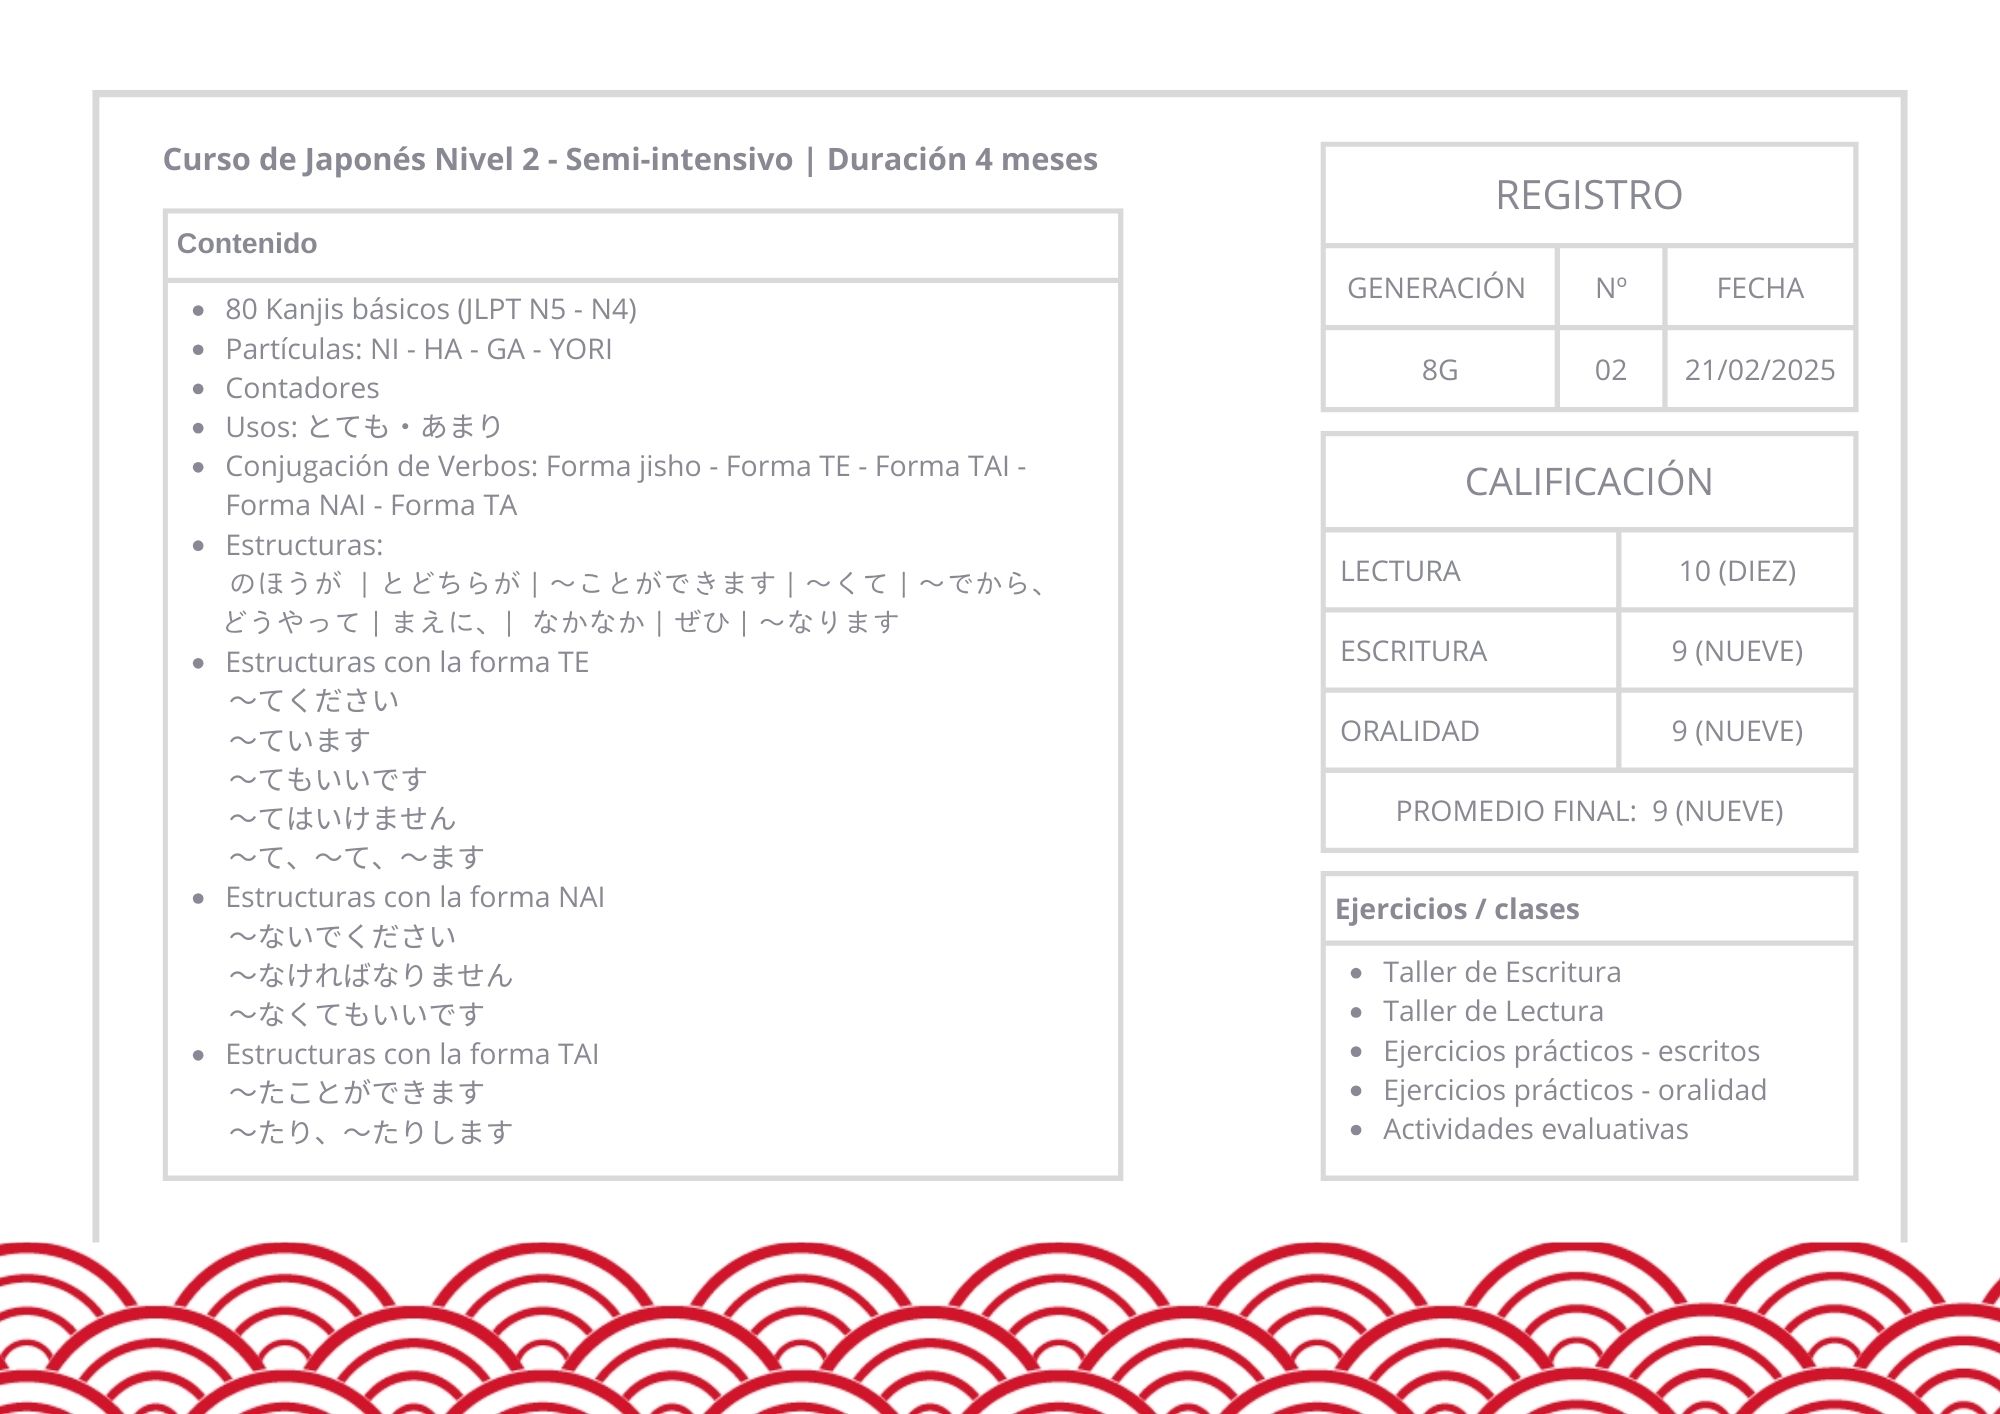 Curso de Japonés Nivel 2 - Semi-intensivo | Duración 4 meses
Contenido
• 80 Kanjis básicos (JLPT N5 - N4)
• Partículas: NI - HA - GA - YORI
• Contadores
• Usos: とても・あまり
• Conjugación de Verbos: Forma jisho - Forma TE - Forma TAI -
Forma NAI - Forma TA
• Estructuras:
のほうが | とどちらが | ～ことができます | ～くて | ～でから、
どうやって | まえに、| なかなか | ぜひ | ～なります
• Estructuras con la forma TE
～てください
～ています
～てもいいです
～てはいけません
～て、～て、～ます
• Estructuras con la forma NAI
～ないでください
～なければなりません
～なくてもいいです
• Estructuras con la forma TAI
～たことができます
～たり、～たりします
REGISTRO
GENERACIÓN Nº FECHA
8G 02 21/02/2025
CALIFICACIÓN
LECTURA 10 (DIEZ)
ESCRITURA 9 (NUEVE)
ORALIDAD 9 (NUEVE)
PROMEDIO FINAL: 9 (NUEVE)
Ejercicios / clases
• Taller de Escritura
• Taller de Lectura
• Ejercicios prácticos - escritos
• Ejercicios prácticos - oralidad
• Actividades evaluativas